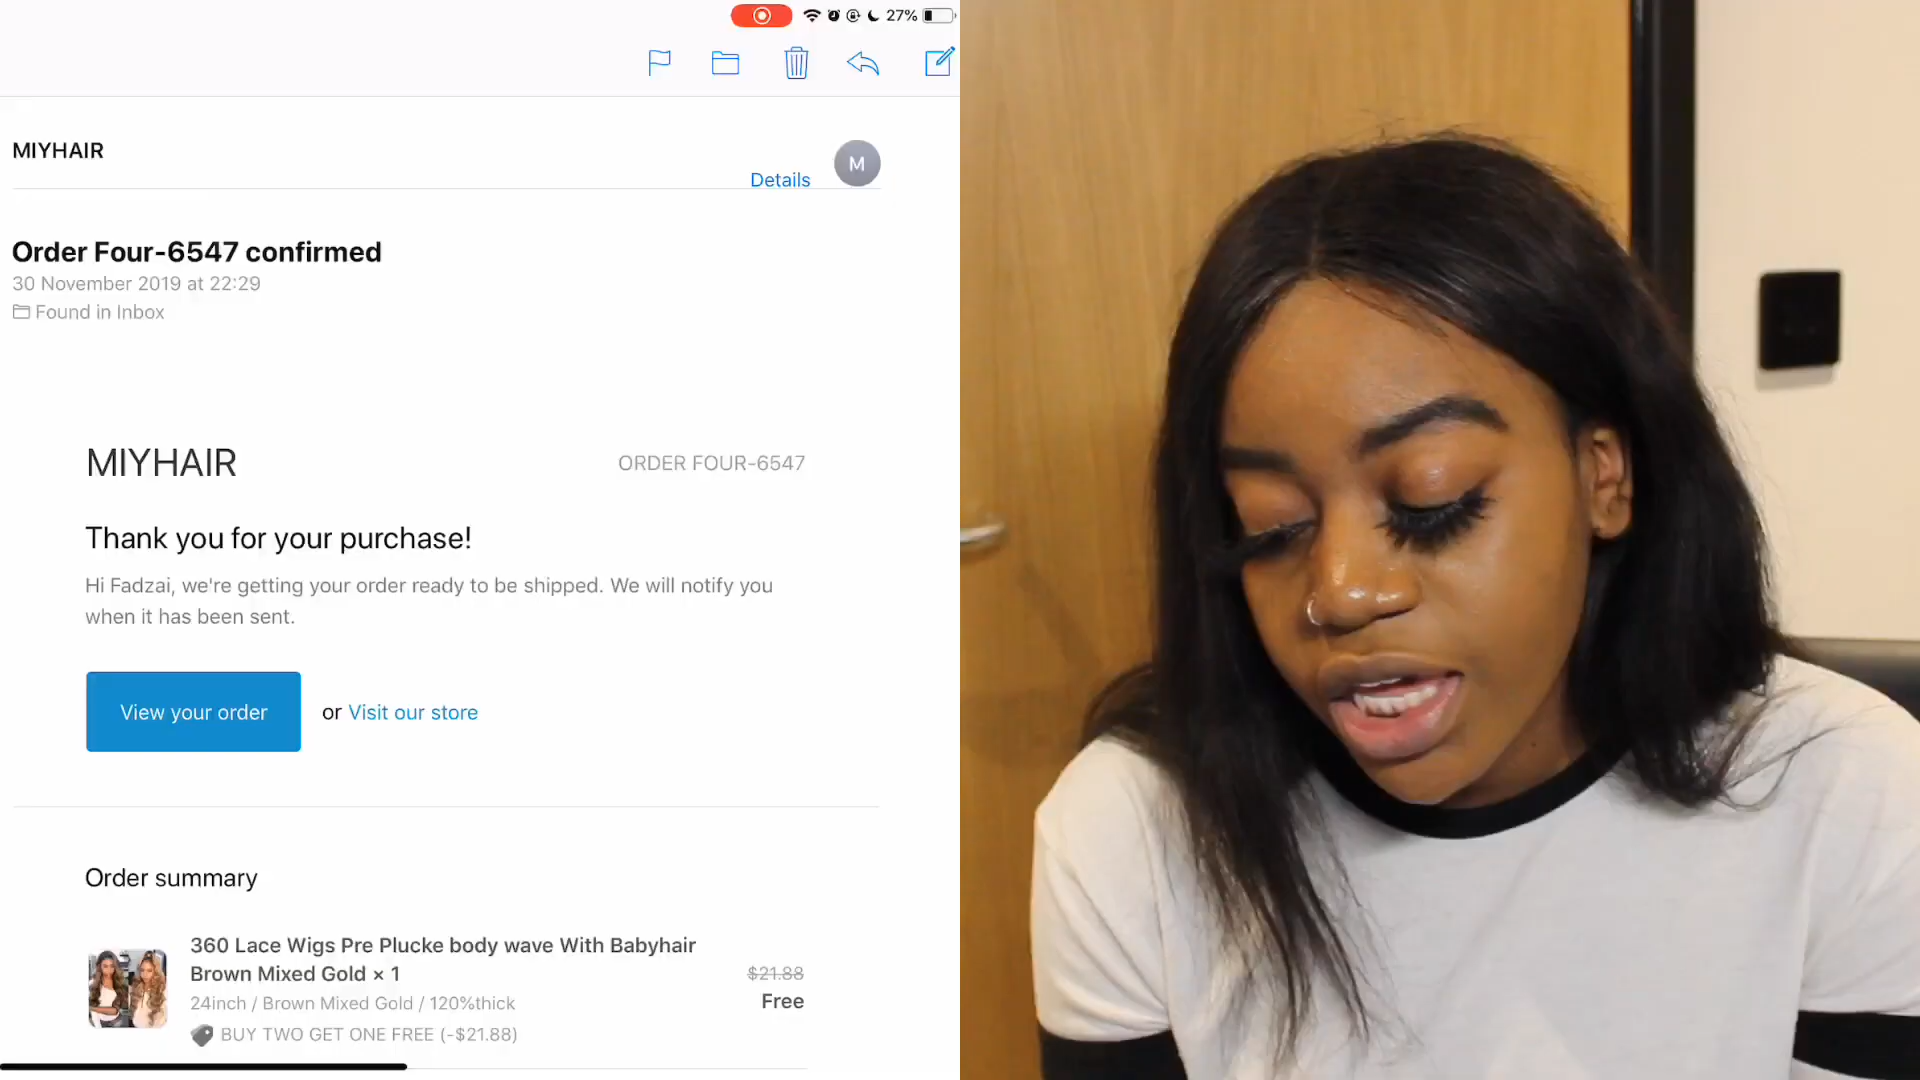 27%
MIYHAIR
M
Details
Order Four-6547 confirmed
30 November 2019 at 22:29
Found in Inbox
MIYHAIR
ORDER FOUR-6547
Thank you for your purchase!
Hi Fadzai, we're getting your order ready to be shipped. We will notify you
when it has been sent.
View your order
or Visit our store
Order summary
360 Lace Wigs Pre Plucke body wave With Babyhair
Brown Mixed Gold × 1
$21.88
24inch / Brown Mixed Gold / 120%thick
Free
BUY TWO GET ONE FREE (-$21.88)